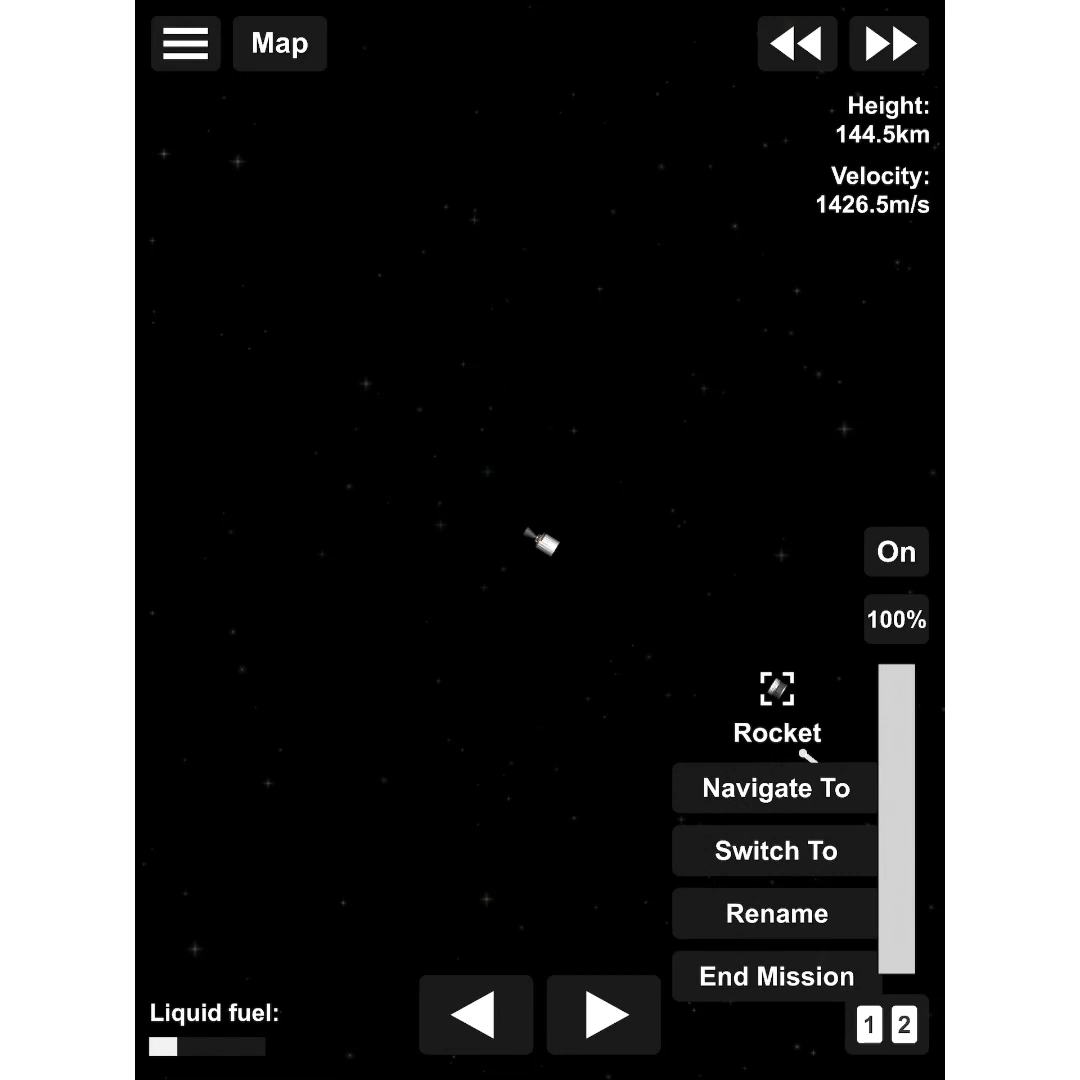 Map
Height:
144.5km
Velocity:
1426.5m/s
On
100%
Rocket
Navigate To
Switch To
Rename
End Mission
Liquid fuel:
1 2